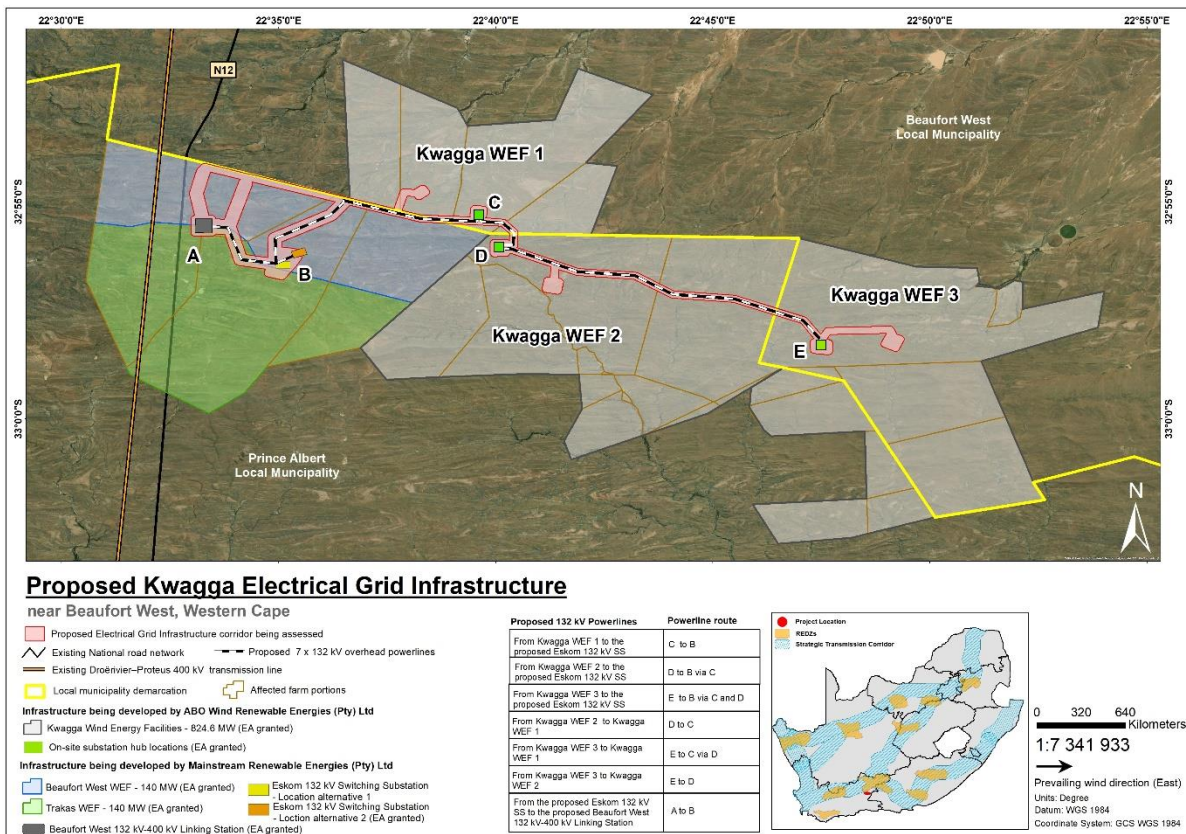 22°30'0"E 22°35'0"E 22°40'0"E 22°45'0"E 22°50'0"E 22°55'0"E
N12
Beaufort West
Local Muncipality
Kwagga WEF 1
32°55'0"S
32°55'0"S
C
A
B
D
Kwagga WEF 3
Kwagga WEF 2
E
33°0'0"S
33°0'0"S
Prince Albert
Local Muncipality
N
Proposed Kwagga Electrical Grid Infrastructure
near Beaufort West, Western Cape
Proposed Electrical Grid Infrastructure corridor being assessed
Existing National road network
Proposed 7 x 132 kV overhead powerlines
Existing Droërivier–Proteus 400 kV transmission line
Local municipality demarcation
Affected farm portions
Infrastructure being developed by ABO Wind Renewable Energies (Pty) Ltd
Kwagga Wind Energy Facilities - 824.6 MW (EA granted)
On-site substation hub locations (EA granted)
Infrastructure being developed by Mainstream Renewable Energies (Pty) Ltd
Beaufort West WEF - 140 MW (EA granted)
Eskom 132 kV Switching Substation
- Location alternative 1
Trakas WEF - 140 MW (EA granted)
Eskom 132 kV Switching Substation
- Loction alternative 2 (EA granted)
Beaufort West 132 kV-400 kV Linking Station (EA granted)
Proposed 132 kV Powerlines Powerline route
From Kwagga WEF 1 to the
proposed Eskom 132 kV SS
C to B
From Kwagga WEF 2 to the
proposed Eskom 132 kV SS
D to B via C
From Kwagga WEF 3 to the
proposed Eskom 132 kV SS
E to B via C and D
From Kwagga WEF 2 to Kwagga
WEF 1
D to C
From Kwagga WEF 3 to Kwagga
WEF 1
E to C via D
From Kwagga WEF 3 to Kwagga
WEF 2
E to D
From the proposed Eskom 132 kV
SS to the proposed Beaufort West
132 kV-400 kV Linking Station
A to B
Project Location
REDZs
Strategic Transmission Corridor
0 320 640
Kilometers
1:7 341 933
Prevailing wind direction (East)
Units: Degree
Datum: WGS 1984
Coordinate System: GCS WGS 1984